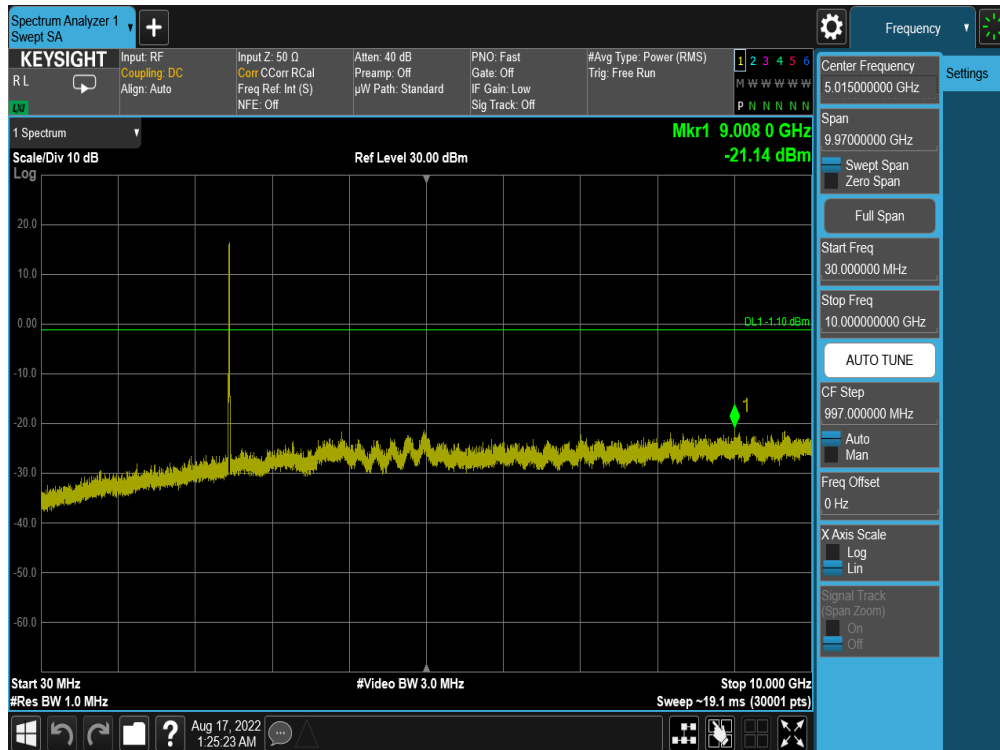 Spectrum Analyzer 1
Swept SA
+
Frequency
KEYSIGHT
R L
LXI
Input: RF
Coupling: DC
Align: Auto
Input Z: 50 Ω
Corr CCorr RCal
Freq Ref: Int (S)
NFE: Off
Atten: 40 dB
Preamp: Off
µW Path: Standard
PNO: Fast
Gate: Off
IF Gain: Low
Sig Track: Off
#Avg Type: Power (RMS)
Trig: Free Run
1 2 3 4 5 6
M W W W W W
P N N N N N
1 Spectrum
Scale/Div 10 dB
Log
Ref Level 30.00 dBm
Mkr1 9.008 0 GHz
-21.14 dBm
20.0
10.0
0.00
-10.0
-20.0
-30.0
-40.0
-50.0
-60.0
DL1 -1.10 dBm
1
Start 30 MHz
#Res BW 1.0 MHz
#Video BW 3.0 MHz
Stop 10.000 GHz
Sweep ~19.1 ms (30001 pts)
Center Frequency
5.015000000 GHz
Settings
Span
9.97000000 GHz
Swept Span
Zero Span
Full Span
Start Freq
30.000000 MHz
Stop Freq
10.000000000 GHz
AUTO TUNE
CF Step
997.000000 MHz
Auto
Man
Freq Offset
0 Hz
X Axis Scale
Log
Lin
Signal Track
(Span Zoom)
On
Off
?
Aug 17, 2022
1:25:23 AM